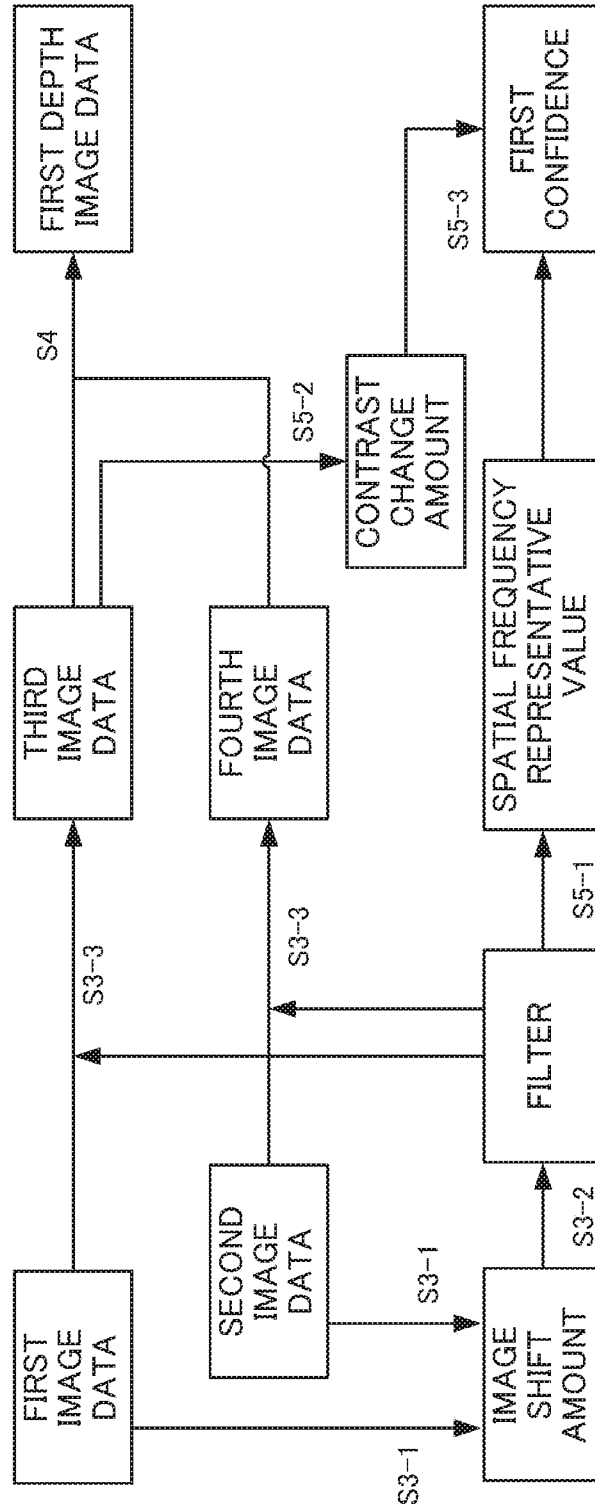 FIRST
IMAGE
DATA
S3-3
THIRD
IMAGE
DATA
S4
FIRST DEPTH
IMAGE DATA
SECOND
IMAGE
DATA
S3-3
FOURTH
IMAGE
DATA
S5-2
CONTRAST
CHANGE
AMOUNT
S3-1
S3-1
S5-3
IMAGE
SHIFT
AMOUNT
S3-2
FILTER
S5-1
SPATIAL FREQUENCY
REPRESENTATIVE
VALUE
FIRST
CONFIDENCE